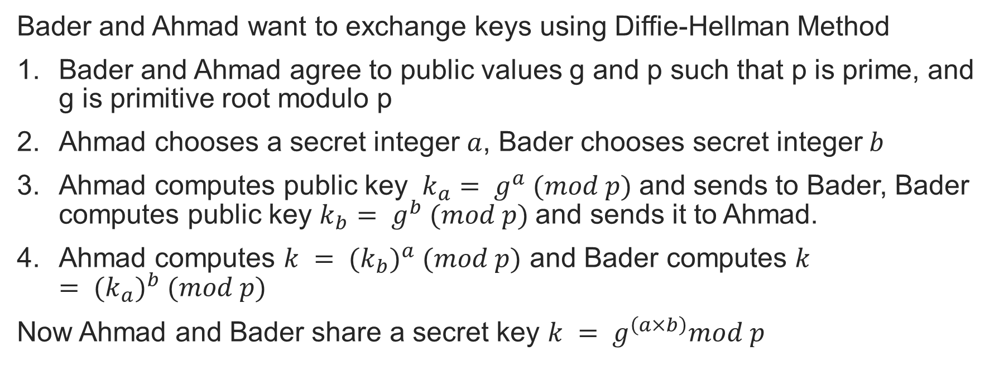 Bader and Ahmad want to exchange keys using Diffie-Hellman Method
1. Bader and Ahmad agree to public values g and p such that p is prime, and
g is primitive root modulo p
2. Ahmad chooses a secret integer a, Bader chooses secret integer b
3. Ahmad computes public key k_a = g^a (mod p) and sends to Bader, Bader
computes public key k_b = g^b (mod p) and sends it to Ahmad.
4. Ahmad computes k = (k_b)^a (mod p) and Bader computes k
= (k_a)^b (mod p)
Now Ahmad and Bader share a secret key k = g^(a×b) mod p